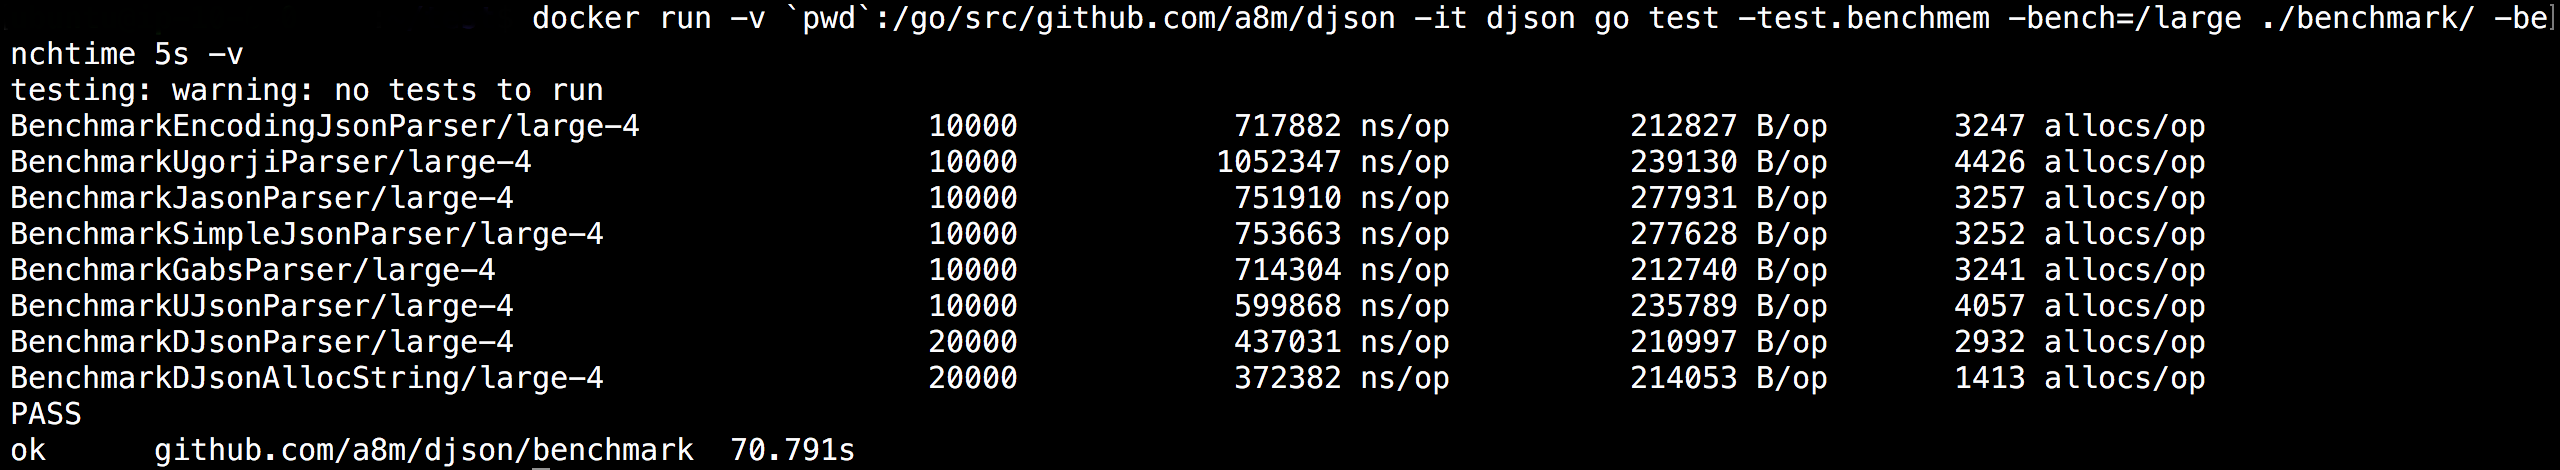 docker run -v `pwd`:/go/src/github.com/a8m/djson -it djson go test -test.benchmem -bench=/large ./benchmark/ -be
nchtime 5s -v
testing: warning: no tests to run
BenchmarkEncodingJsonParser/large-4 10000 717882 ns/op 212827 B/op 3247 allocs/op
BenchmarkUgorjiParser/large-4 10000 1052347 ns/op 239130 B/op 4426 allocs/op
BenchmarkJasonParser/large-4 10000 751910 ns/op 277931 B/op 3257 allocs/op
BenchmarkSimpleJsonParser/large-4 10000 753663 ns/op 277628 B/op 3252 allocs/op
BenchmarkGabsParser/large-4 10000 714304 ns/op 212740 B/op 3241 allocs/op
BenchmarkUJsonParser/large-4 10000 599868 ns/op 235789 B/op 4057 allocs/op
BenchmarkDJsonParser/large-4 20000 437031 ns/op 210997 B/op 2932 allocs/op
BenchmarkDJsonAllocString/large-4 20000 372382 ns/op 214053 B/op 1413 allocs/op
PASS
ok github.com/a8m/djson/benchmark 70.791s